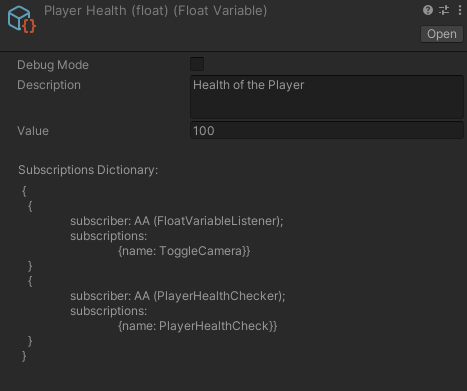 Player Health (float) (Float Variable)
Open
Debug Mode
Description Health of the Player
Value 100
Subscriptions Dictionary:
{
{
subscriber: AA (FloatVariableListener);
subscriptions:
{name: ToggleCamera}}
}
{
subscriber: AA (PlayerHealthChecker);
subscriptions:
{name: PlayerHealthCheck}}
}
}